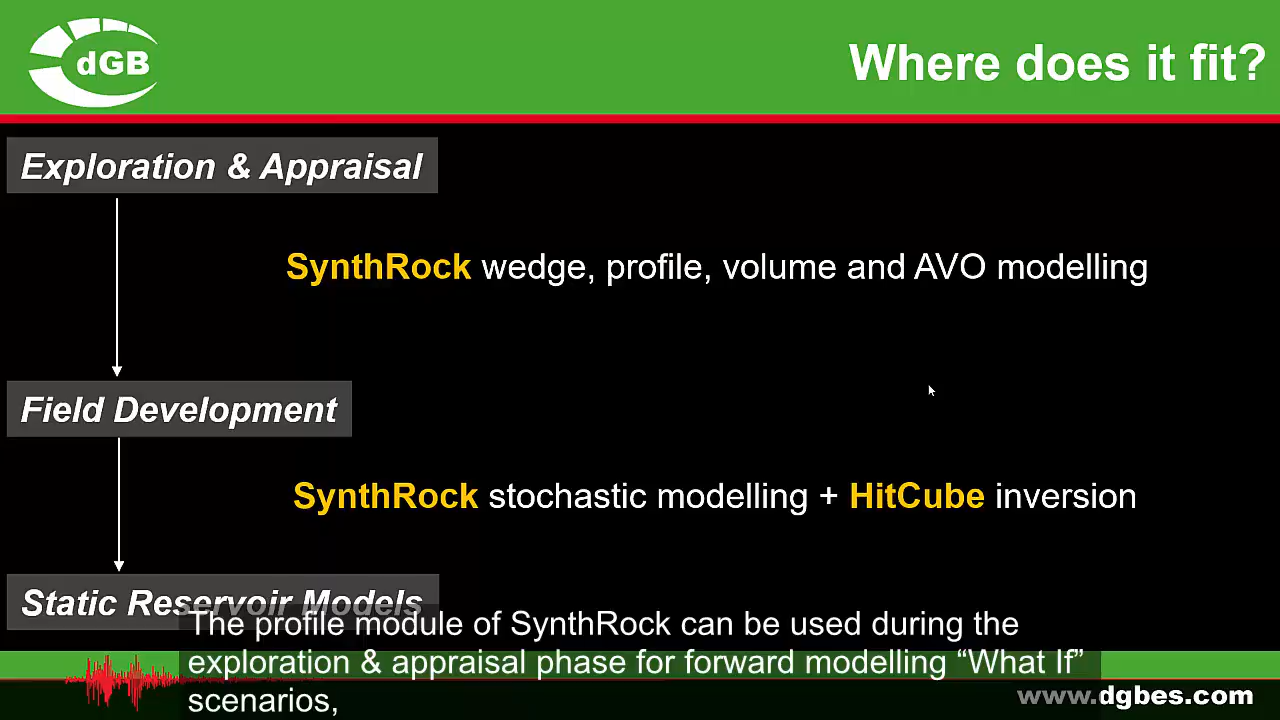 dGB
Where does it fit?
Exploration & Appraisal
SynthRock wedge, profile, volume and AVO modelling
Field Development
SynthRock stochastic modelling + HitCube inversion
Static Reservoir Models
The profile module of SynthRock can be used during the
exploration & appraisal phase for forward modelling “What If”
scenarios,
www.dgbes.com